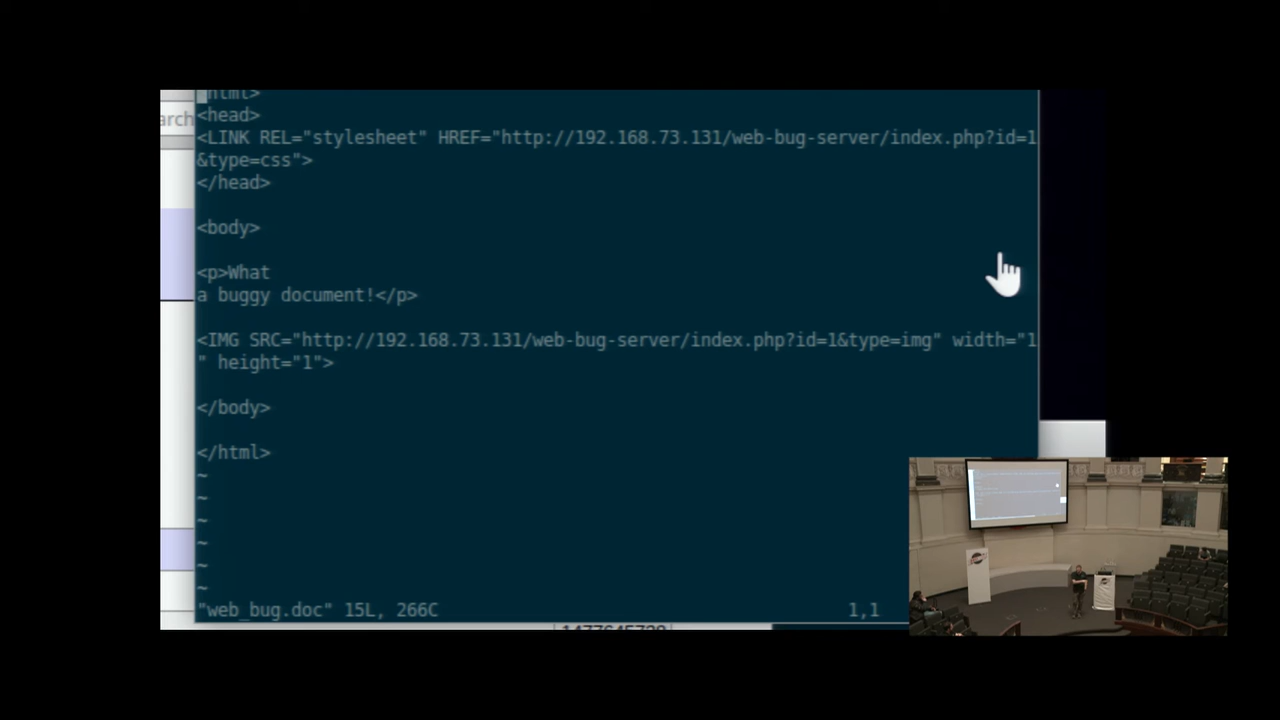 html>
arch
<head>
<LINK REL="stylesheet" HREF="http://192.168.73.131/web-bug-server/index.php?id=1
&type=css">
</head>
<body>
<p>What
a buggy document!</p>
<IMG SRC="http://192.168.73.131/web-bug-server/index.php?id=1&type=img" width="1
" height="1">
</body>
</html>
~
~
~
~
~
~
"web_bug.doc" 15L, 266C 1,1